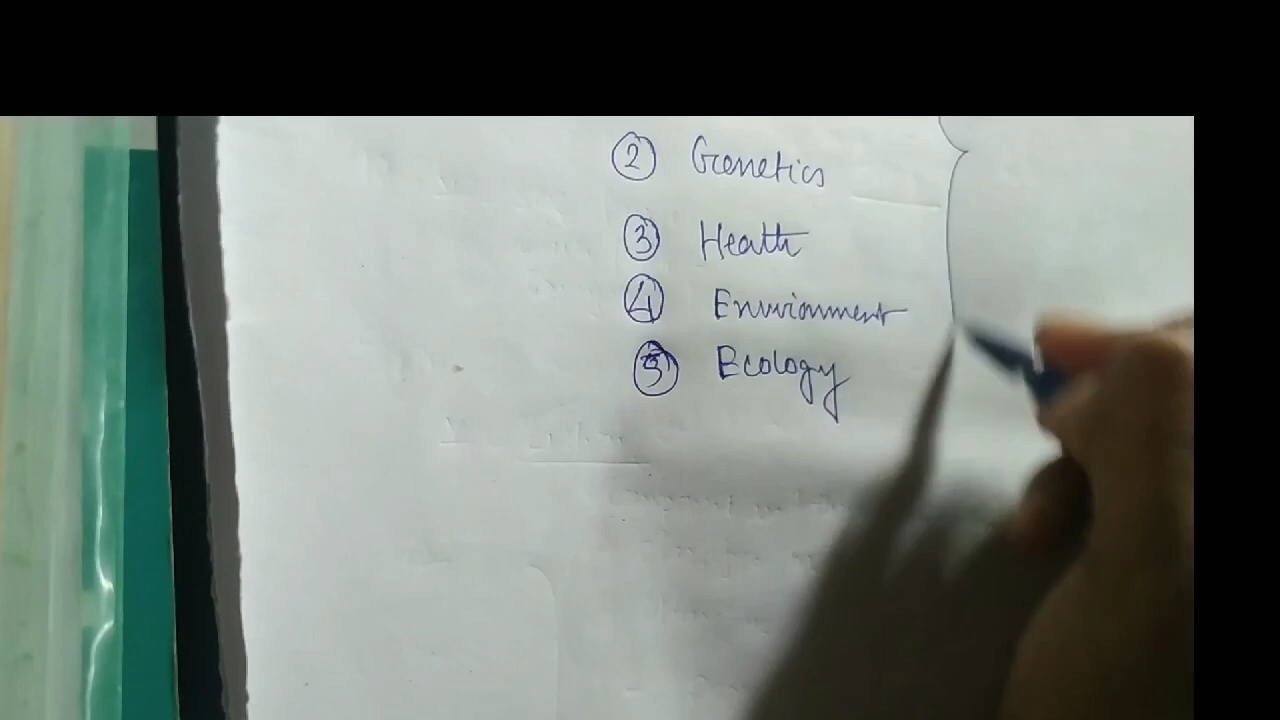 ② Genetics
③ Health
④ Environment
⑤ Ecology